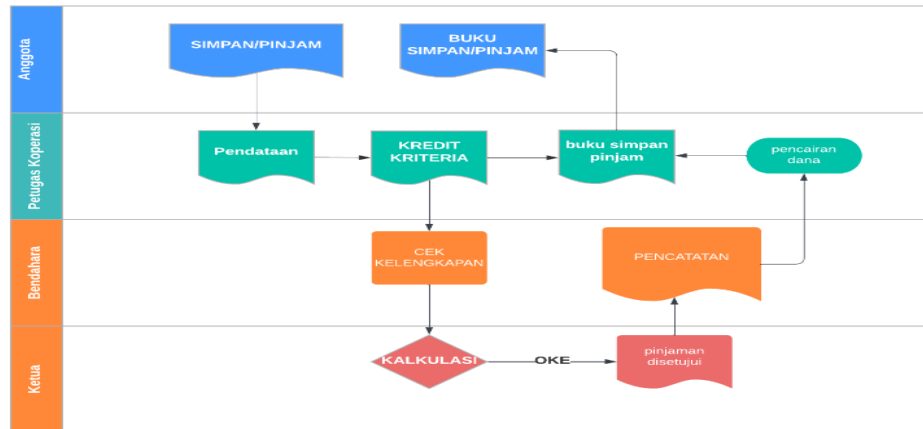 Anggota
SIMPAN/PINJAM
BUKU
SIMPAN/PINJAM
Petugas Koperasi
Pendataan
KREDIT
KRITERIA
buku simpan
pinjam
pencairan
dana
Bendahara
CEK
KELENGKAPAN
PENCATATAN
Ketua
KALKULASI
OKE
pinjaman
disetujui